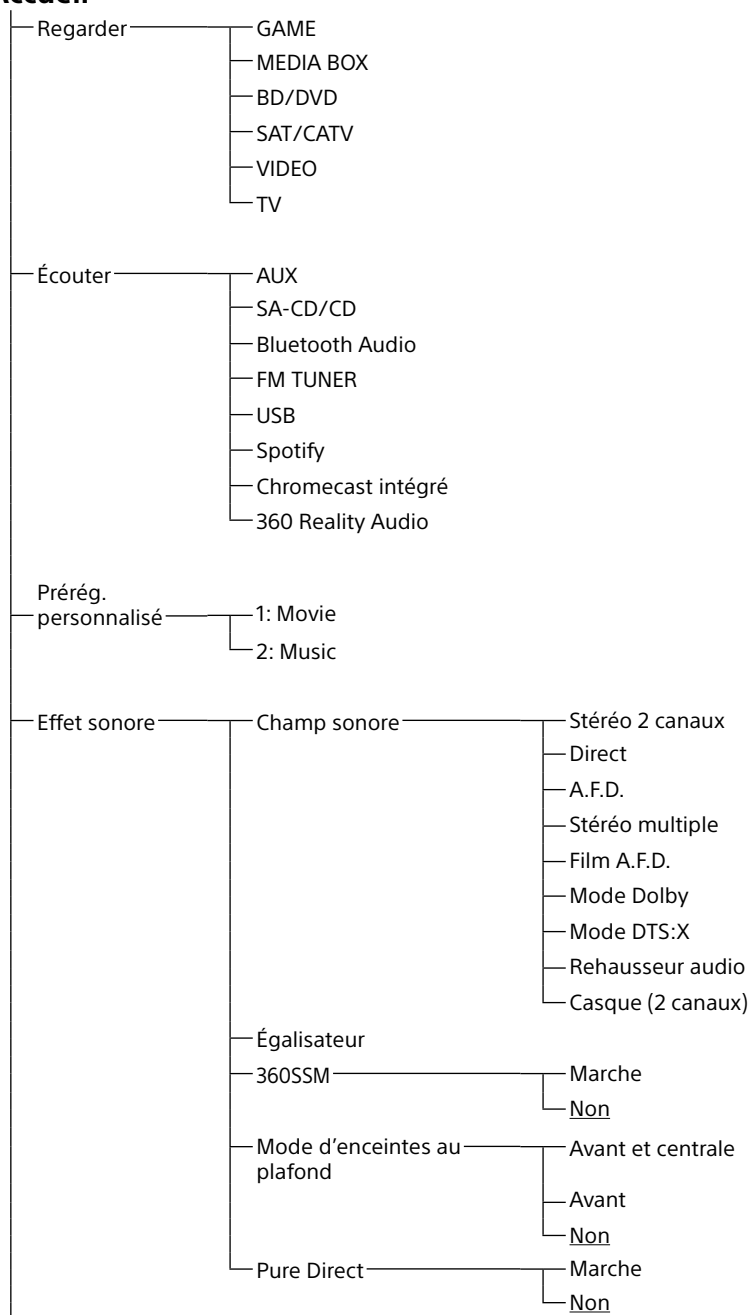 Accueil
Regarder
GAME
MEDIA BOX
BD/DVD
SAT/CATV
VIDEO
TV
Écouter
AUX
SA-CD/CD
Bluetooth Audio
FM TUNER
USB
Spotify
Chromecast intégré
360 Reality Audio
Prérég.
personnalisé
1: Movie
2: Music
Effet sonore
Champ sonore
Stéréo 2 canaux
Direct
A.F.D.
Stéréo multiple
Film A.F.D.
Mode Dolby
Mode DTS:X
Rehausseur audio
Casque (2 canaux)
Égalisateur
360SSM
Marche
Non
Mode d'enceintes au
plafond
Avant et centrale
Avant
Non
Pure Direct
Marche
Non